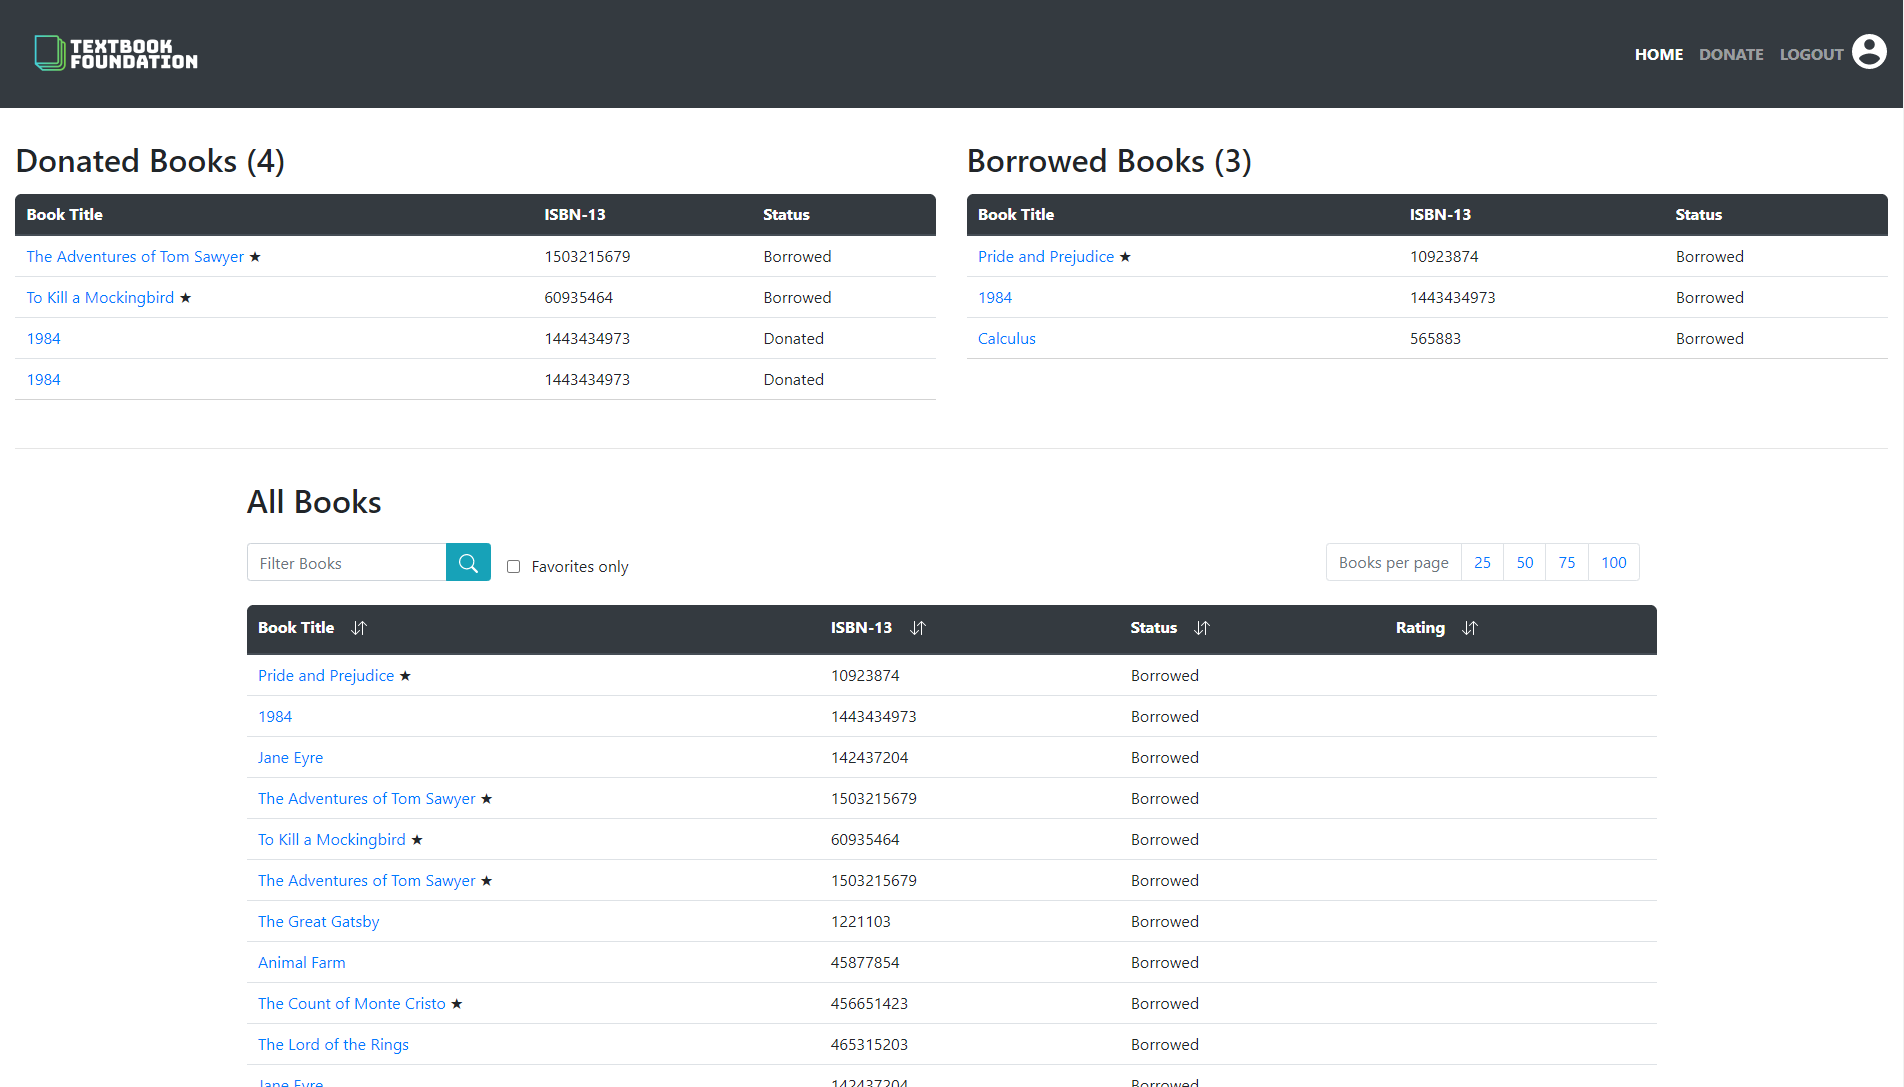 TEXTBOOK
FOUNDATION
HOME DONATE LOGOUT
Donated Books (4)
Book Title ISBN-13 Status
The Adventures of Tom Sawyer ★ 1503215679 Borrowed
To Kill a Mockingbird ★ 60935464 Borrowed
1984 1443434973 Donated
1984 1443434973 Donated
Borrowed Books (3)
Book Title ISBN-13 Status
Pride and Prejudice ★ 10923874 Borrowed
1984 1443434973 Borrowed
Calculus 565883 Borrowed
All Books
Filter Books Favorites only Books per page 25 50 75 100
Book Title ISBN-13 Status Rating
Pride and Prejudice ★ 10923874 Borrowed
1984 1443434973 Borrowed
Jane Eyre 142437204 Borrowed
The Adventures of Tom Sawyer ★ 1503215679 Borrowed
To Kill a Mockingbird ★ 60935464 Borrowed
The Adventures of Tom Sawyer ★ 1503215679 Borrowed
The Great Gatsby 1221103 Borrowed
Animal Farm 45877854 Borrowed
The Count of Monte Cristo ★ 456651423 Borrowed
The Lord of the Rings 465315203 Borrowed
Jane Eyre 142437204 Borrowed